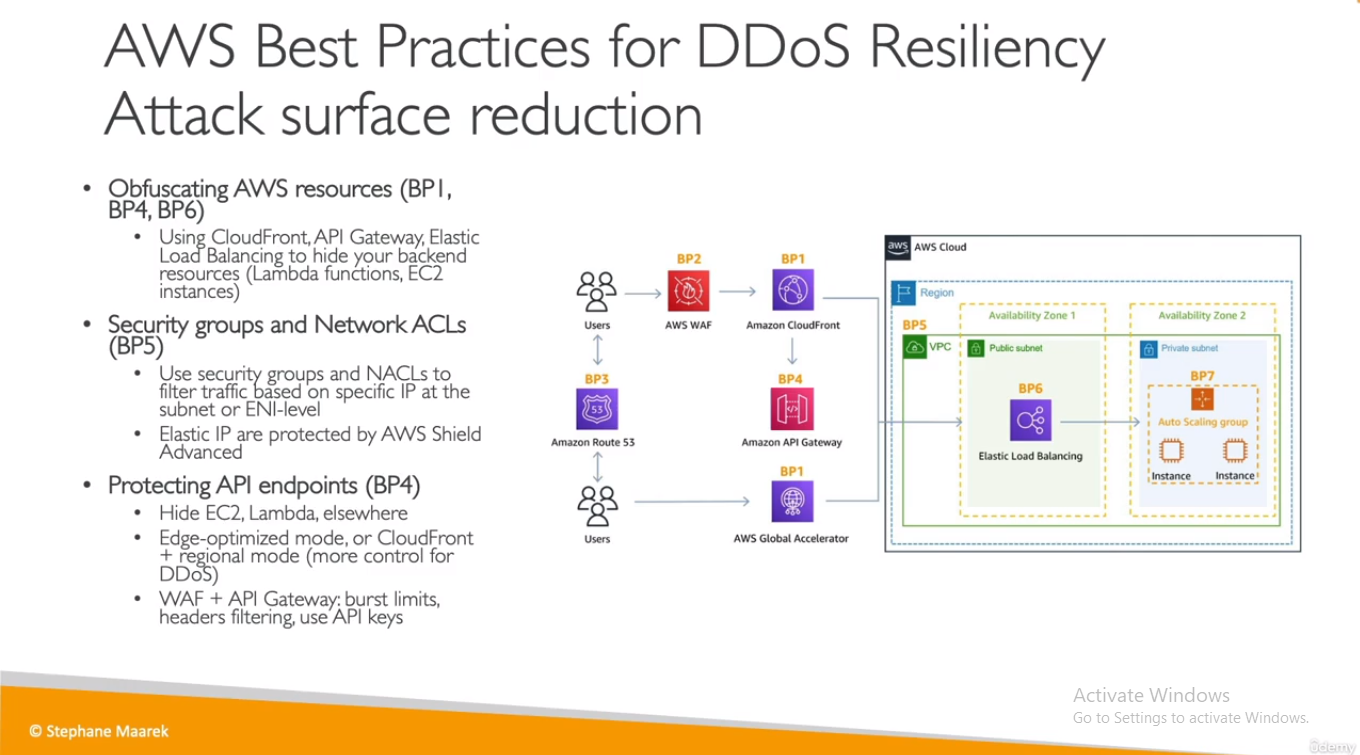 AWS Best Practices for DDoS Resiliency
Attack surface reduction
• Obfuscating AWS resources (BP1,
BP4, BP6)
• Using CloudFront, API Gateway, Elastic
Load Balancing to hide your backend
resources (Lambda functions, EC2
instances)
• Security groups and Network ACLs
(BP5)
• Use security groups and NACLs to
filter traffic based on specific IP at the
subnet or ENI-level
• Elastic IP are protected by AWS Shield
Advanced
• Protecting API endpoints (BP4)
• Hide EC2, Lambda, elsewhere
• Edge-optimized mode, or CloudFront
+ regional mode (more control for
DDoS)
• WAF + API Gateway: burst limits,
headers filtering, use API keys
Users
BP2
AWS WAF
BP1
Amazon CloudFront
BP3
53
Amazon Route 53
BP4
Amazon API Gateway
Users
BP1
AWS Global Accelerator
aws
AWS Cloud
Region
BP5
VPC
Availability Zone 1
Public subnet
BP6
Elastic Load Balancing
Availability Zone 2
Private subnet
BP7
Auto Scaling group
Instance
Instance
Activate Windows
Go to Settings to activate Windows.
© Stephane Maarek
ûdemy